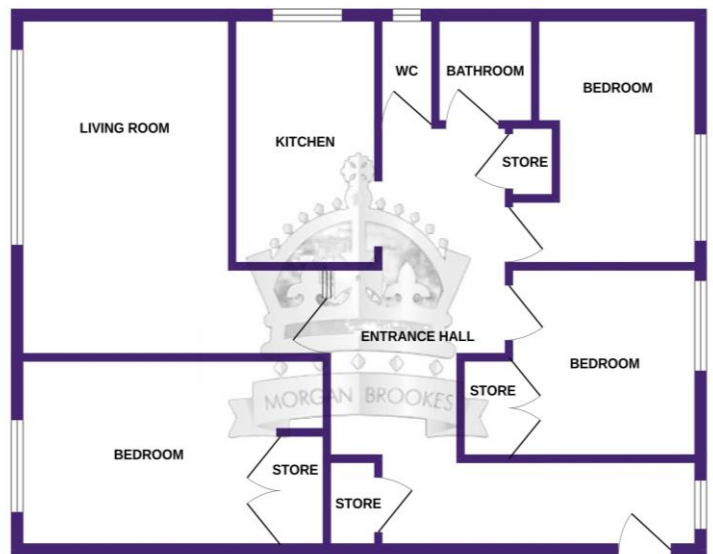 WC
BATHROOM
BEDROOM
LIVING ROOM
KITCHEN
STORE
ENTRANCE HALL
BEDROOM
STORE
MORGAN BROOKES
BEDROOM
STORE
STORE